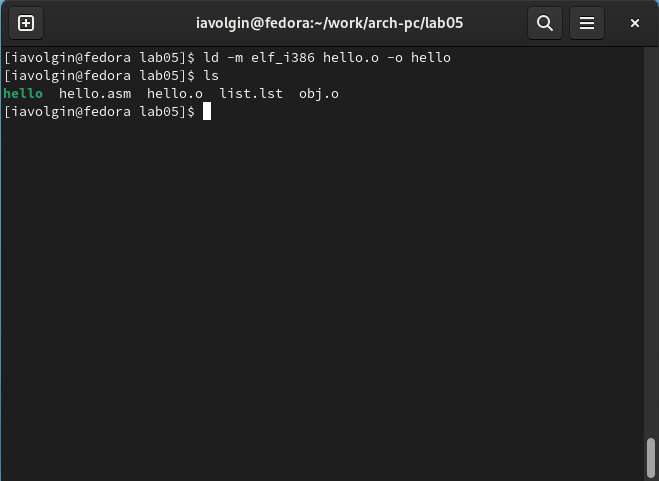 iavolgin@fedora:~/work/arch-pc/lab05
[iavolgin@fedora lab05]$ ld -m elf_i386 hello.o -o hello
[iavolgin@fedora lab05]$ ls
hello  hello.asm  hello.o  list.lst  obj.o
[iavolgin@fedora lab05]$